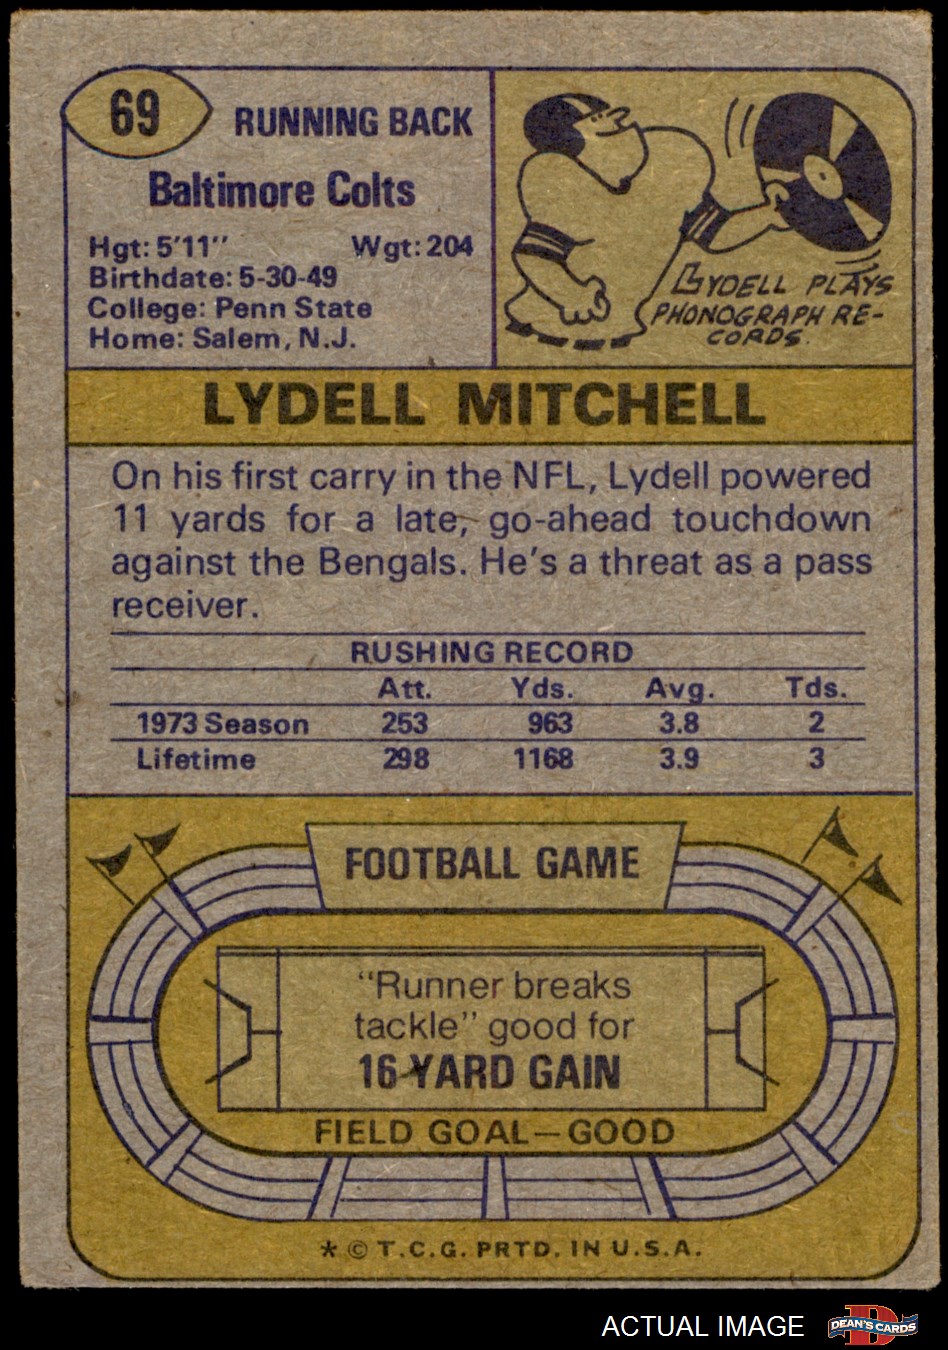 69
RUNNING BACK
Baltimore Colts
Hgt: 5'11" Wgt: 204
Birthdate: 5-30-49
College: Penn State
Home: Salem, N.J.
LYDELL PLAYS
PHONOGRAPH RE-
CORDS.
LYDELL MITCHELL
On his first carry in the NFL, Lydell powered
11 yards for a late, go-ahead touchdown
against the Bengals. He's a threat as a pass
receiver.
RUSHING RECORD
Att. Yds. Avg. Tds.
1973 Season 253 963 3.8 2
Lifetime 298 1168 3.9 3
FOOTBALL GAME
"Runner breaks
tackle" good for
16 YARD GAIN
FIELD GOAL—GOOD
* © T.C.G. PRTD. IN U.S.A.
ACTUAL IMAGE
D
DEAN'S CARDS